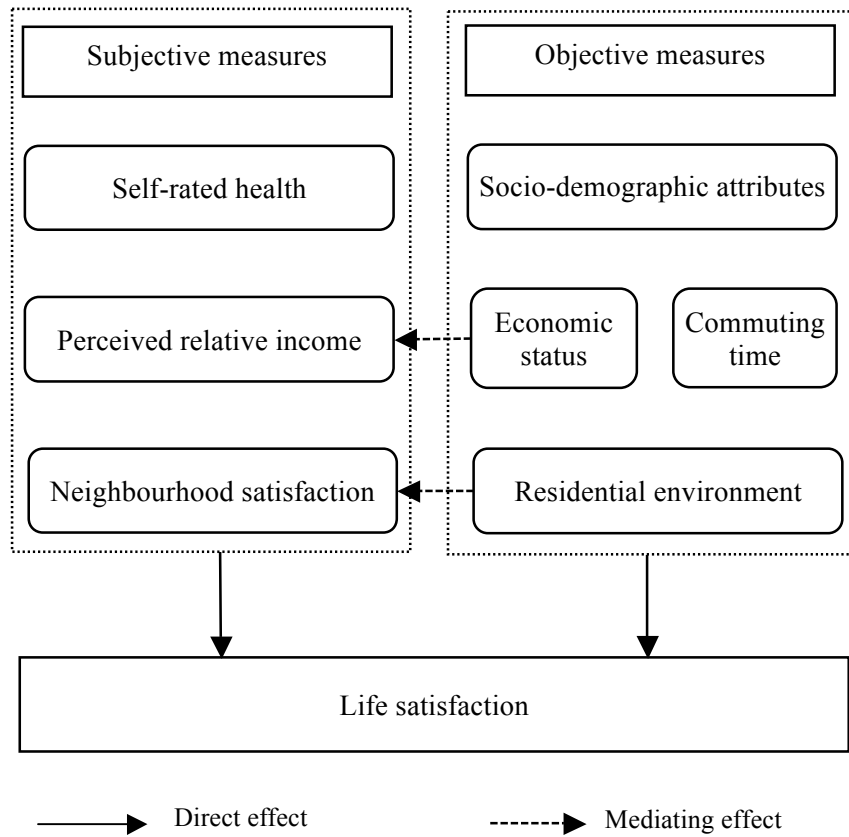 Subjective measures
Objective measures
Self-rated health
Socio-demographic attributes
Perceived relative income
Economic
status
Commuting
time
Neighbourhood satisfaction
Residential environment
Life satisfaction
Direct effect
Mediating effect